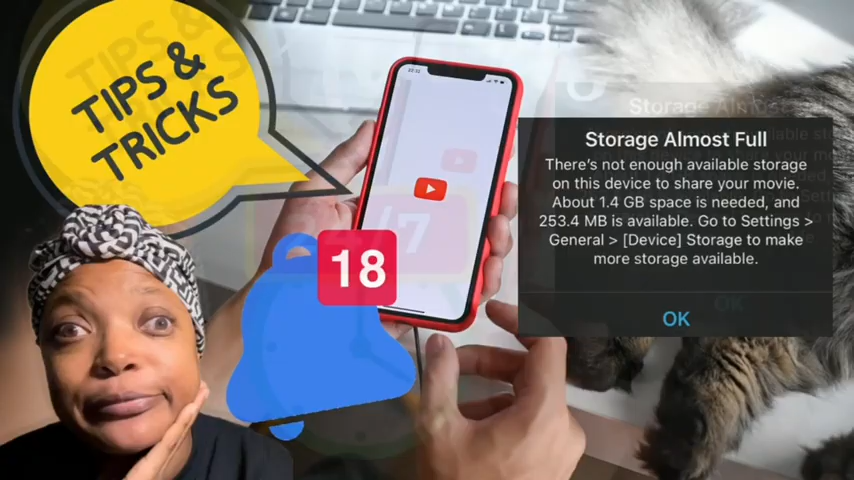 TIPS &
TRICKS
18
Storage Almost Full
There's not enough available storage
on this device to share your movie.
About 1.4 GB space is needed, and
253.4 MB is available. Go to Settings >
General > [Device] Storage to make
more storage available.
OK